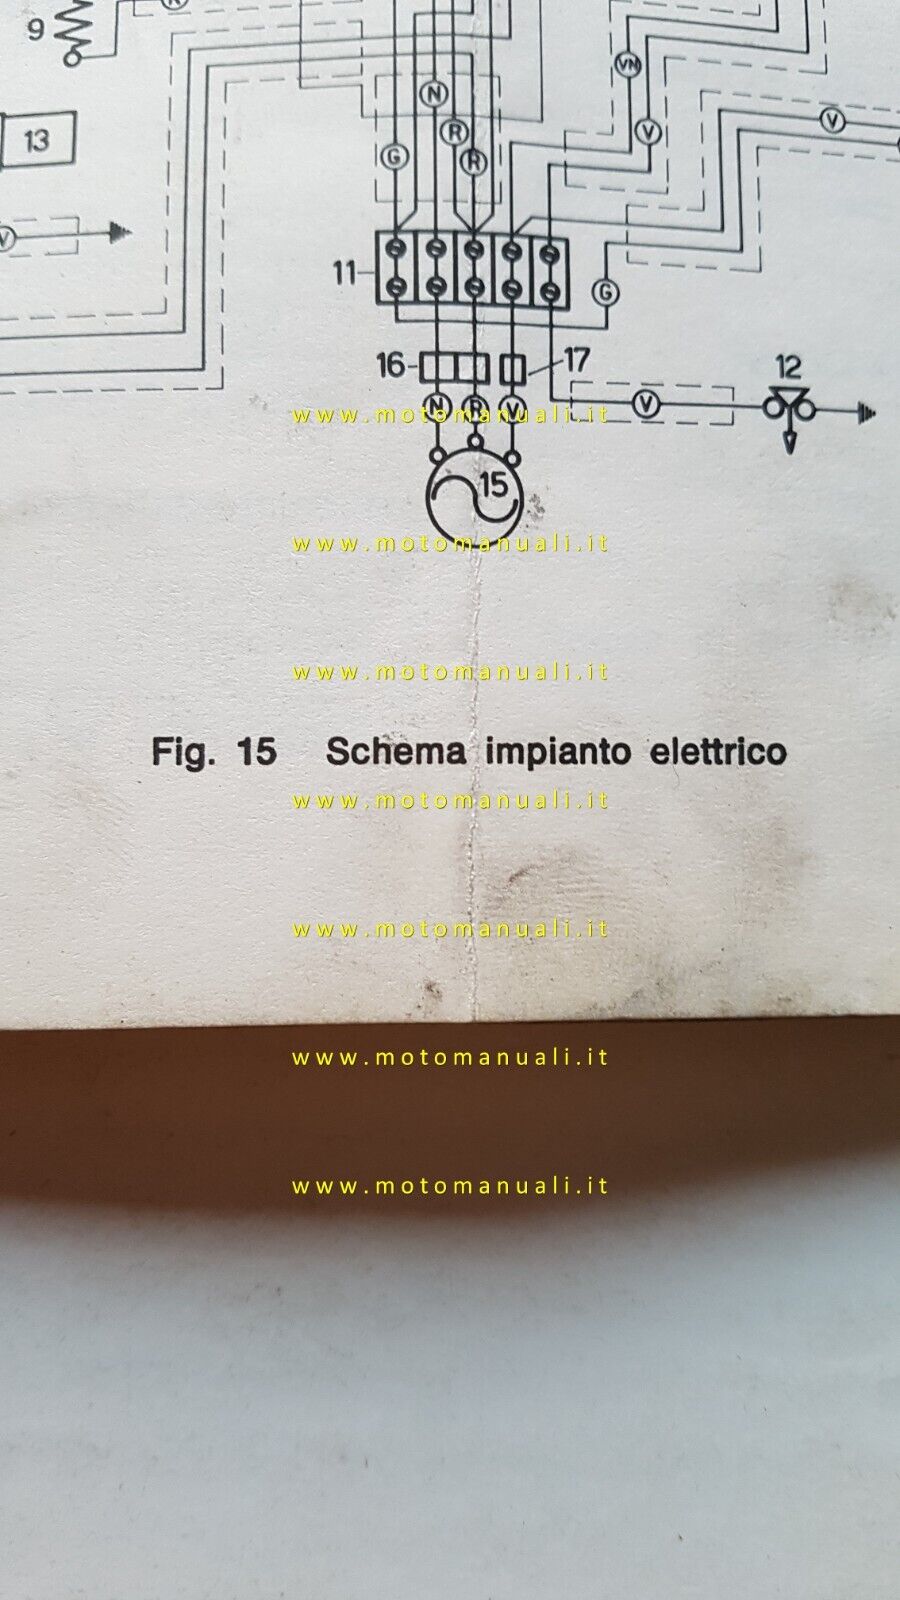 9
N
13
VN
R
V
V
G
R
V
11
G
16
17
12
N R V
V
www.motomanuali.it
15
www.motomanuali.it
www.motomanuali.it
Fig. 15 Schema impianto elettrico
www.motomanuali.it
www.motomanuali.it
www.motomanuali.it
www.motomanuali.it